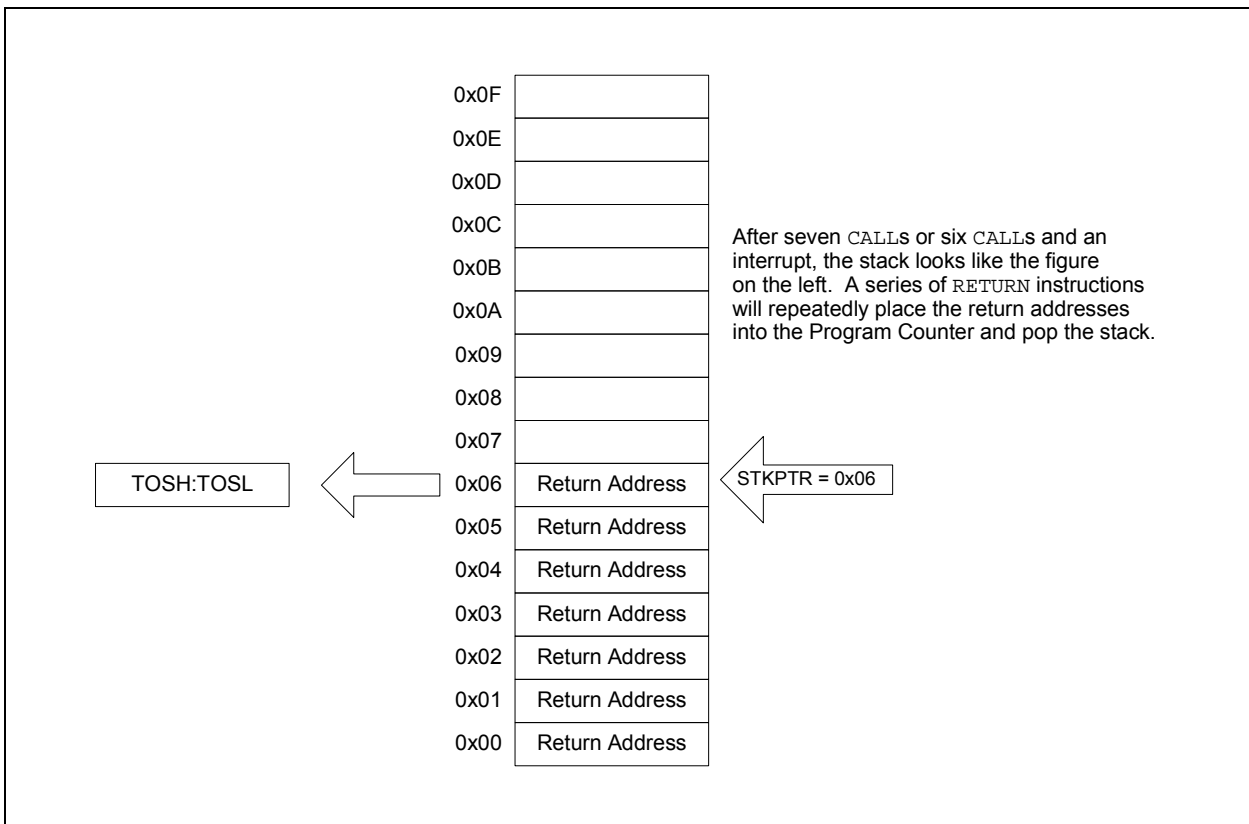 0x0F
0x0E
0x0D
0x0C
0x0B
0x0A
0x09
0x08
0x07
After seven CALLs or six CALLs and an
interrupt, the stack looks like the figure
on the left. A series of RETURN instructions
will repeatedly place the return addresses
into the Program Counter and pop the stack.
TOSH:TOSL
0x06 Return Address
STKPTR = 0x06
0x05 Return Address
0x04 Return Address
0x03 Return Address
0x02 Return Address
0x01 Return Address
0x00 Return Address